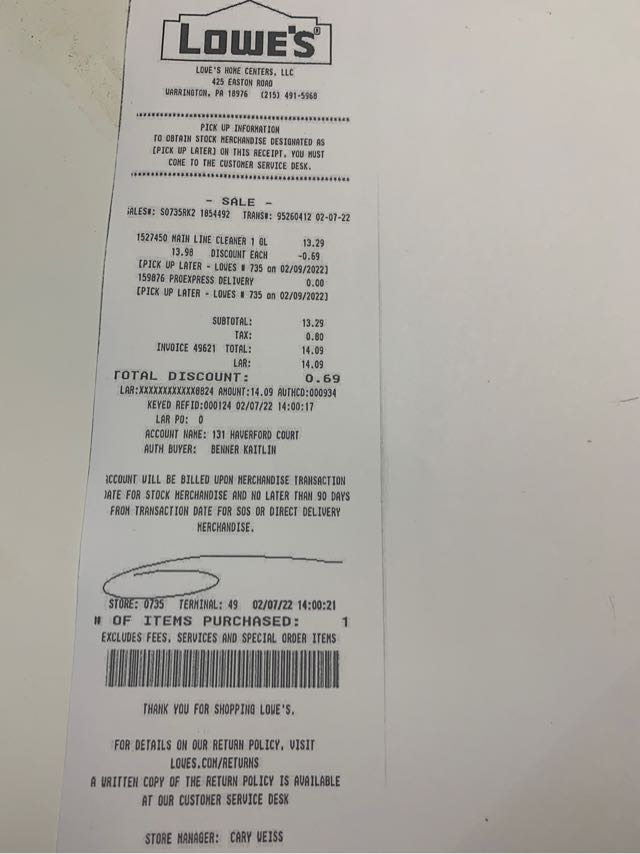 LOWE'S®
LOWE'S HOME CENTERS, LLC
425 EASTON ROAD
WARRINGTON, PA 18976 (215) 491-5968
****************************************************
PICK UP INFORMATION
TO OBTAIN STOCK MERCHANDISE DESIGNATED AS
[PICK UP LATER] ON THIS RECEIPT, YOU MUST
COME TO THE CUSTOMER SERVICE DESK.
****************************************************
- SALE -
SALES#: S0735RK2 1854492 TRANS#: 95260412 02-07-22
1527450 MAIN LINE CLEANER 1 GL 13.29
13.98 DISCOUNT EACH -0.69
[PICK UP LATER - LOWES # 735 on 02/09/2022]
159876 PROEXPRESS DELIVERY 0.00
[PICK UP LATER - LOWES # 735 on 02/09/2022]
SUBTOTAL: 13.29
TAX: 0.80
INVOICE 49621 TOTAL: 14.09
LAR: 14.09
TOTAL DISCOUNT: 0.69
LAR:XXXXXXXXXXXX8824 AMOUNT:14.09 AUTHCD:000934
KEYED REFID:000124 02/07/22 14:00:17
LAR PO: 0
ACCOUNT NAME: 131 HAVERFORD COURT
AUTH BUYER: BENNER KAITLIN
ACCOUNT WILL BE BILLED UPON MERCHANDISE TRANSACTION
DATE FOR STOCK MERCHANDISE AND NO LATER THAN 90 DAYS
FROM TRANSACTION DATE FOR SOS OR DIRECT DELIVERY
MERCHANDISE.
STORE: 0735 TERMINAL: 49 02/07/22 14:00:21
# OF ITEMS PURCHASED: 1
EXCLUDES FEES, SERVICES AND SPECIAL ORDER ITEMS
THANK YOU FOR SHOPPING LOWE'S.
FOR DETAILS ON OUR RETURN POLICY, VISIT
LOWES.COM/RETURNS
A WRITTEN COPY OF THE RETURN POLICY IS AVAILABLE
AT OUR CUSTOMER SERVICE DESK
STORE MANAGER: CARY WEISS